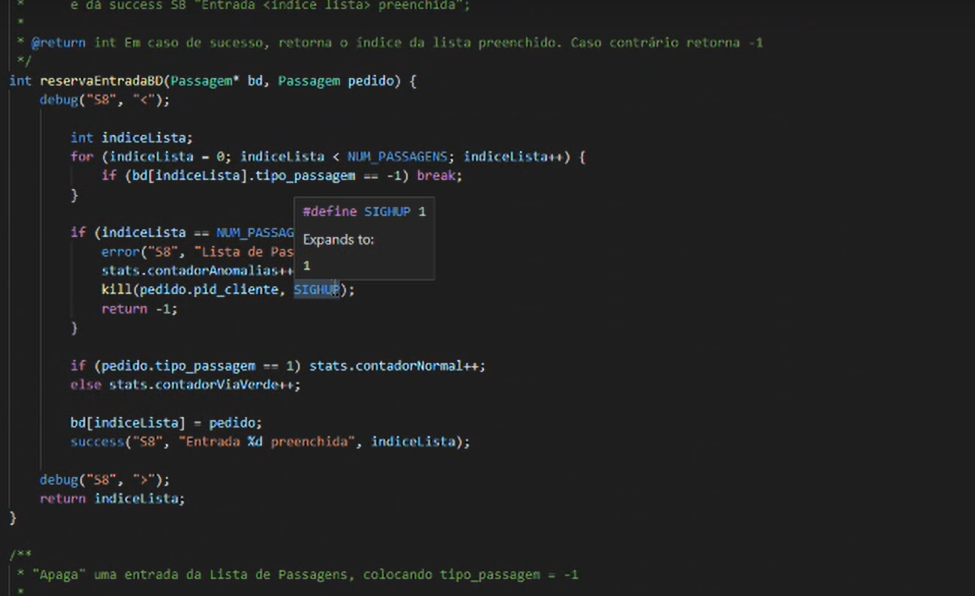 * e dá success S8 "Entrada <índice lista> preenchida";
*
* @return int Em caso de sucesso, retorna o índice da lista preenchido. Caso contrário retorna -1
*/
int reservaEntradaBD(Passagem* bd, Passagem pedido) {
debug("S8", "<");
int indiceLista;
for (indiceLista = 0; indiceLista < NUM_PASSAGENS; indiceLista++) {
if (bd[indiceLista].tipo_passagem == -1) break;
}
#define SIGHUP 1
if (indiceLista == NUM_PASSAG
Expands to:
error("S8", "Lista de Pas
1
stats.contadorAnomalias++
kill(pedido.pid_cliente, SIGHUP);
return -1;
}
if (pedido.tipo_passagem == 1) stats.contadorNormal++;
else stats.contadorViaVerde++;
bd[indiceLista] = pedido;
success("S8", "Entrada %d preenchida", indiceLista);
debug("S8", ">");
return indiceLista;
}
/**
* "Apaga" uma entrada da Lista de Passagens, colocando tipo_passagem = -1
*